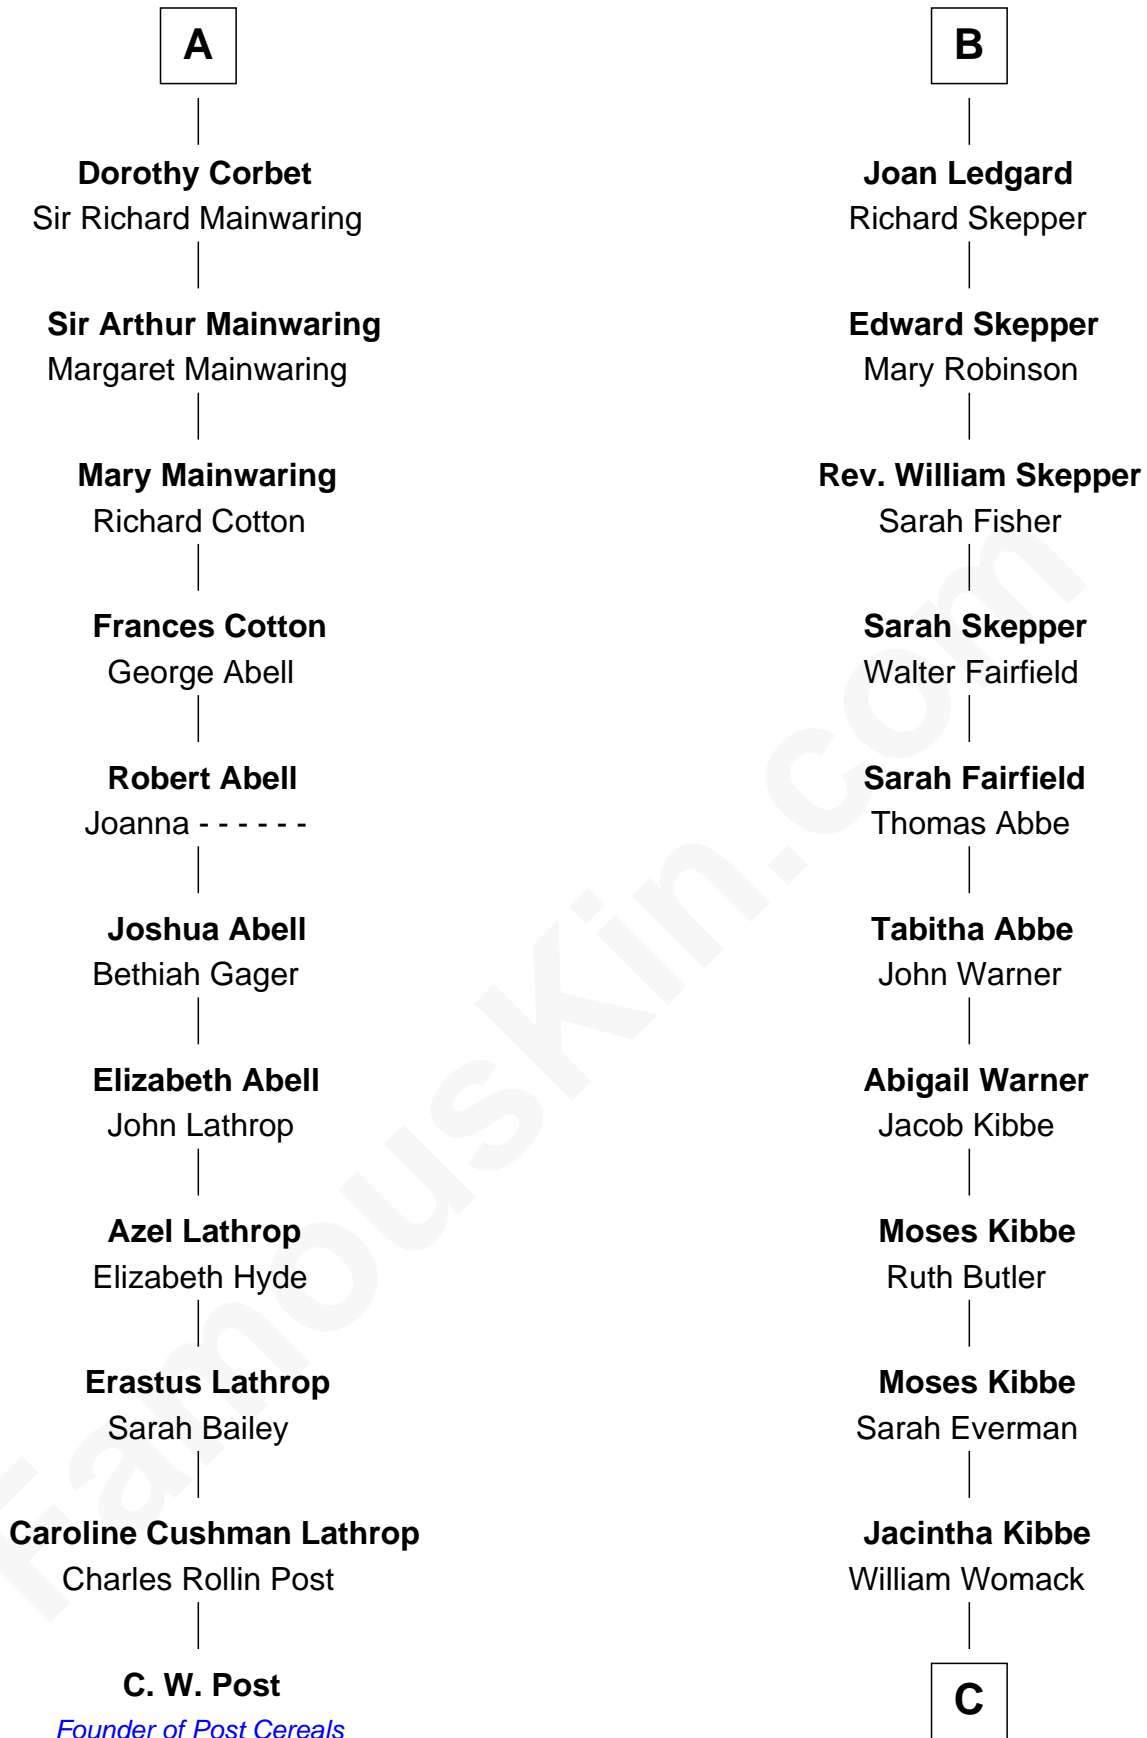 A
Dorothy Corbet
Sir Richard Mainwaring
Sir Arthur Mainwaring
Margaret Mainwaring
Mary Mainwaring
Richard Cotton
Frances Cotton
George Abell
Robert Abell
Joanna - - - - - -
Joshua Abell
Bethiah Gager
Elizabeth Abell
John Lathrop
Azel Lathrop
Elizabeth Hyde
Erastus Lathrop
Sarah Bailey
Caroline Cushman Lathrop
Charles Rollin Post
C. W. Post
Founder of Post Cereals
B
Joan Ledgard
Richard Skepper
Edward Skepper
Mary Robinson
Rev. William Skepper
Sarah Fisher
Sarah Skepper
Walter Fairfield
Sarah Fairfield
Thomas Abbe
Tabitha Abbe
John Warner
Abigail Warner
Jacob Kibbe
Moses Kibbe
Ruth Butler
Moses Kibbe
Sarah Everman
Jacintha Kibbe
William Womack
C
FamousKin.com